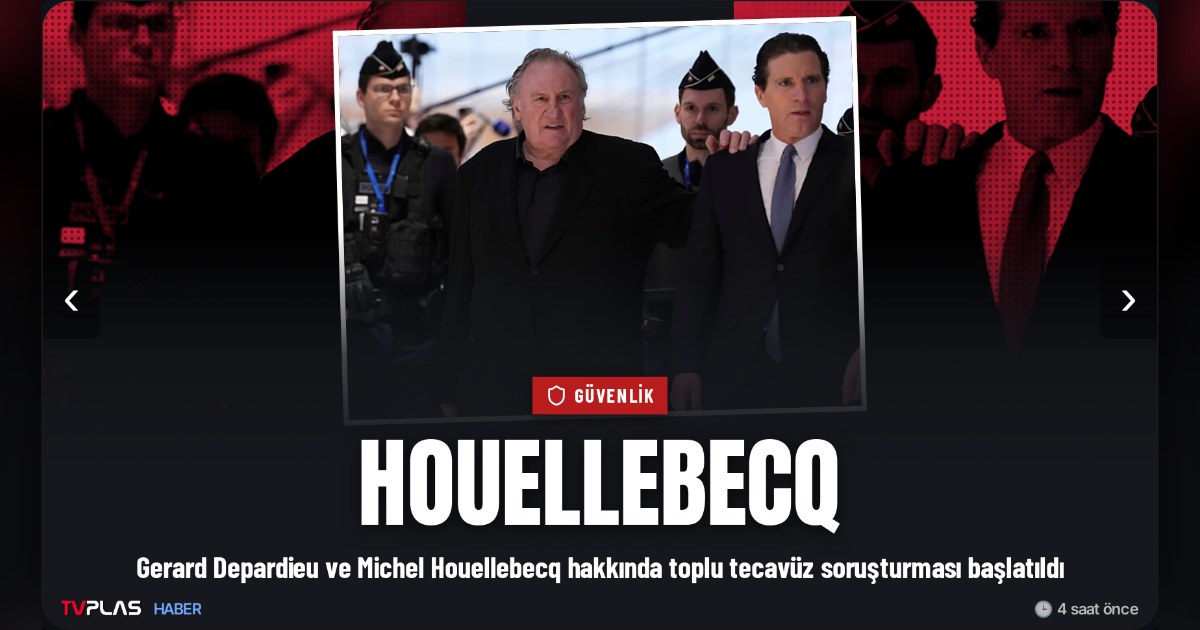 GÜVENLİK
HOUELLEBECQ
Gerard Depardieu ve Michel Houellebecq hakkında toplu tecavüz soruşturması başlatıldı
TVPLAS HABER
4 saat önce